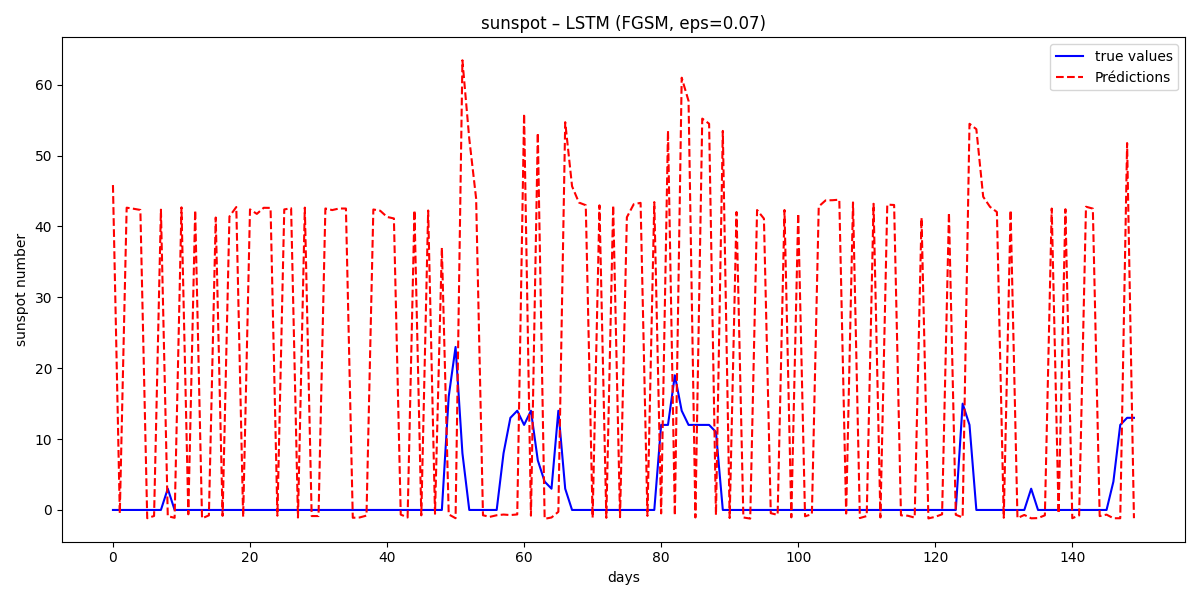 sunspot – LSTM (FGSM, eps=0.07)
true values
Prédictions
sunspot number
60
50
40
30
20
10
0
0 20 40 60 80 100 120 140
days